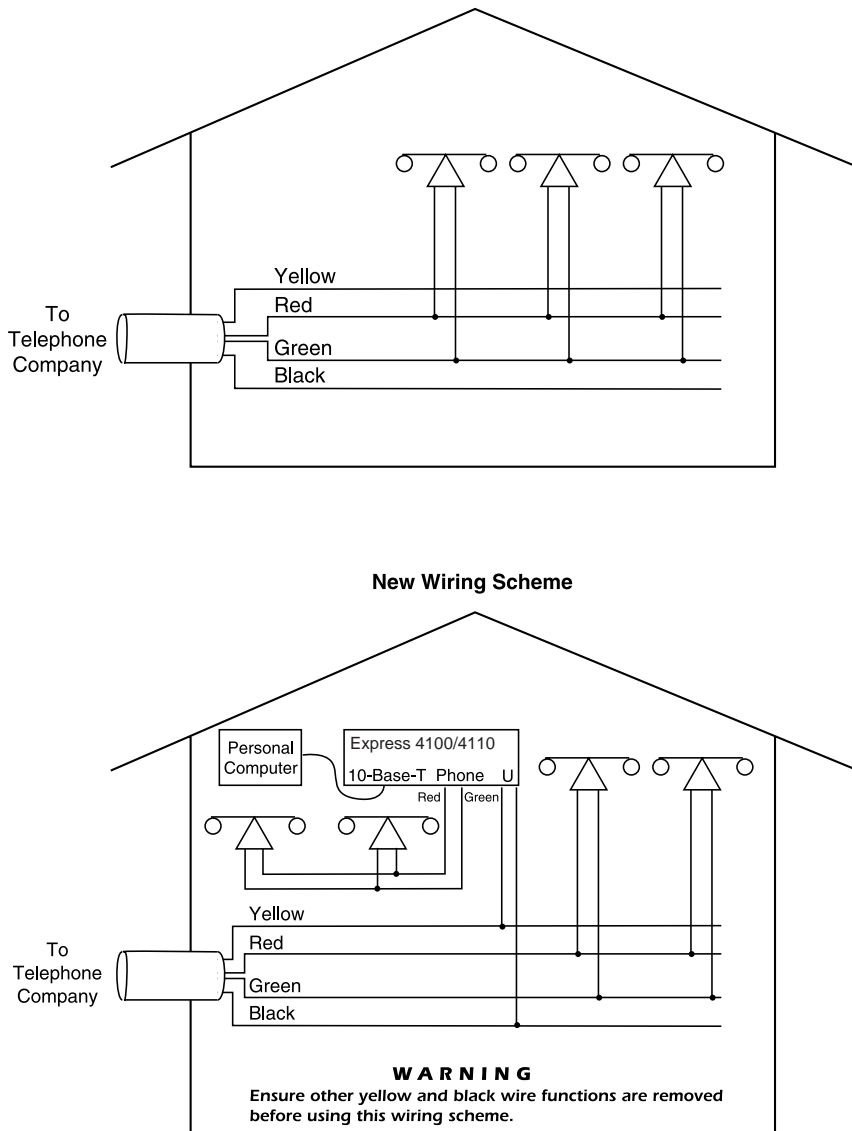 Yellow
Red
To
Telephone
Company
Green
Black
New Wiring Scheme
Personal
Computer
Express 4100/4110
10-Base-T Phone U
Red Green
Yellow
Red
To
Telephone
Company
Green
Black
WARNING
Ensure other yellow and black wire functions are removed
before using this wiring scheme.